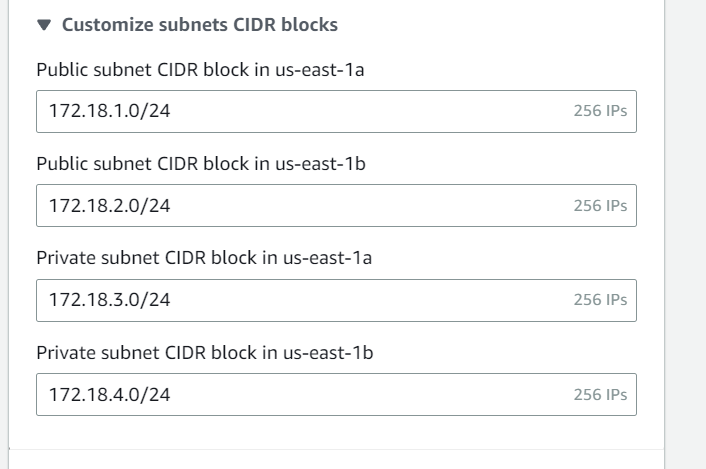 Customize subnets CIDR blocks
Public subnet CIDR block in us-east-1a
172.18.1.0/24 256 IPs
Public subnet CIDR block in us-east-1b
172.18.2.0/24 256 IPs
Private subnet CIDR block in us-east-1a
172.18.3.0/24 256 IPs
Private subnet CIDR block in us-east-1b
172.18.4.0/24 256 IPs